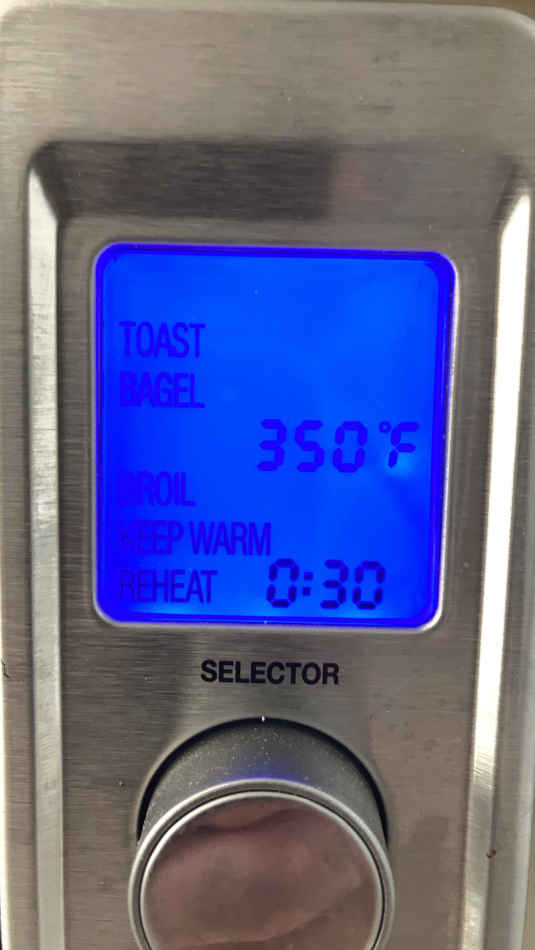 TOAST
BAGEL
350°F
BROIL
KEEP WARM
REHEAT 0:30
SELECTOR